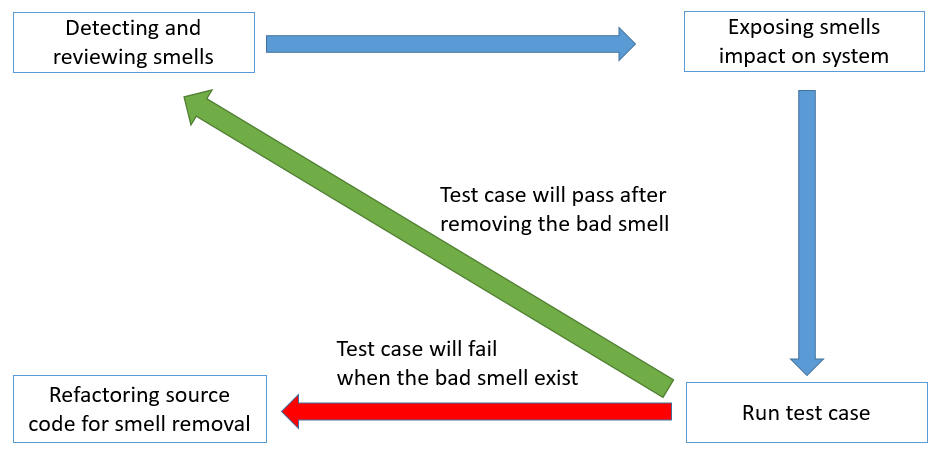 Detecting and
reviewing smells
Exposing smells
impact on system
Test case will pass after
removing the bad smell
Test case will fail
when the bad smell exist
Refactoring source
code for smell removal
Run test case